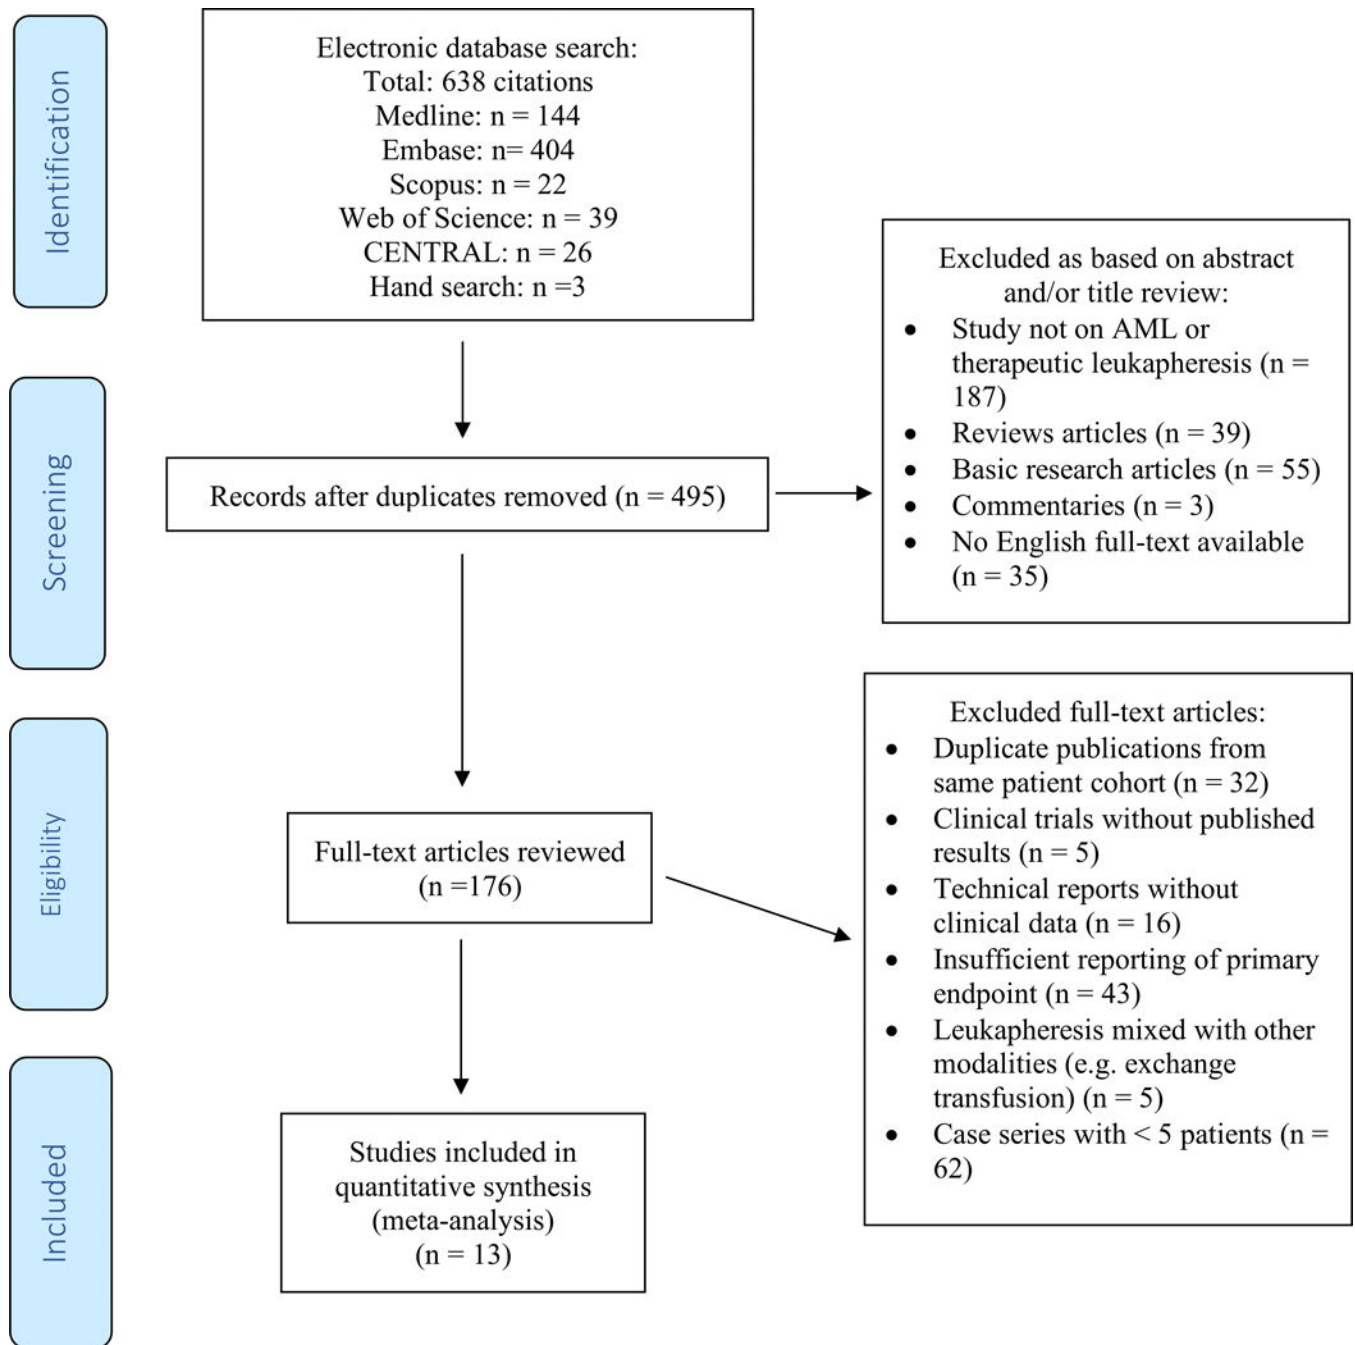 Identification
Electronic database search:
Total: 638 citations
Medline: n = 144
Embase: n= 404
Scopus: n = 22
Web of Science: n = 39
CENTRAL: n = 26
Hand search: n =3
Excluded as based on abstract
and/or title review:
• Study not on AML or
therapeutic leukapheresis (n =
187)
• Reviews articles (n = 39)
• Basic research articles (n = 55)
• Commentaries (n = 3)
• No English full-text available
(n = 35)
Screening
Records after duplicates removed (n = 495)
Eligibility
Full-text articles reviewed
(n =176)
Excluded full-text articles:
• Duplicate publications from
same patient cohort (n = 32)
• Clinical trials without published
results (n = 5)
• Technical reports without
clinical data (n = 16)
• Insufficient reporting of primary
endpoint (n = 43)
• Leukapheresis mixed with other
modalities (e.g. exchange
transfusion) (n = 5)
• Case series with < 5 patients (n =
62)
Included
Studies included in
quantitative synthesis
(meta-analysis)
(n = 13)